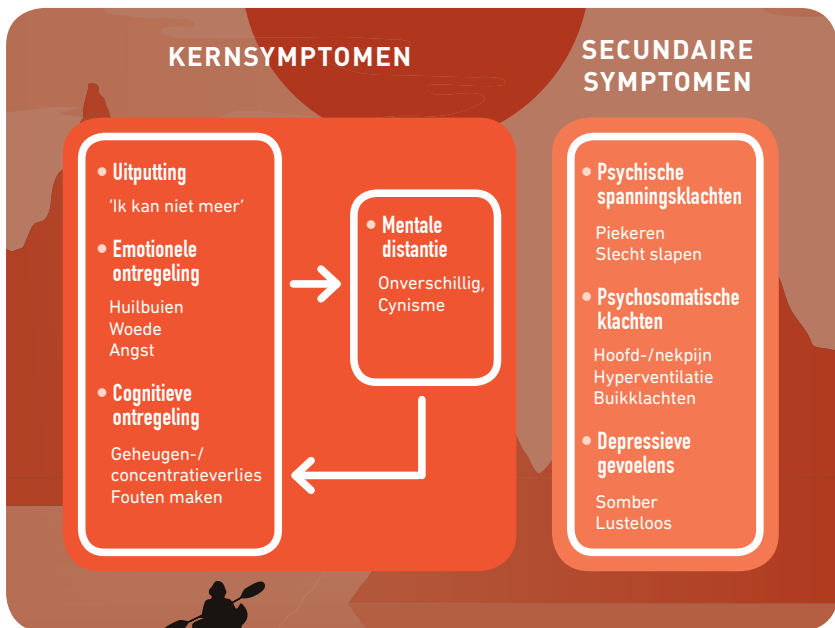 KERNSYMPTOMEN
• Uitputting
‘Ik kan niet meer’
• Emotionele
ontregeling
Huilbuien
Woede
Angst
• Cognitieve
ontregeling
Geheugen-/
concentratieverlies
Fouten maken
• Mentale
distantie
Onverschillig,
Cynisme
SECUNDAIRE
SYMPTOMEN
• Psychische
spanningsklachten
Piekeren
Slecht slapen
• Psychosomatische
klachten
Hoofd-/nekpijn
Hyperventilatie
Buikklachten
• Depressieve
gevoelens
Somber
Lusteloos